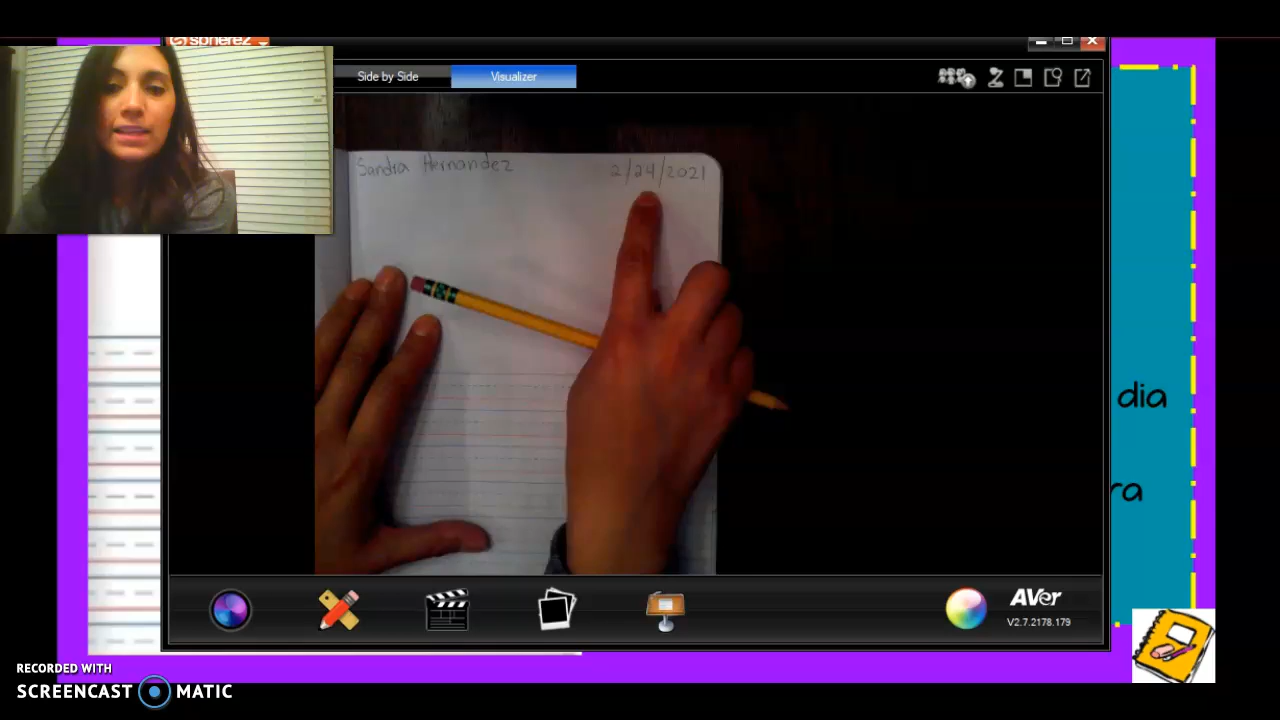 spherez
Side by Side
Visualizer
Sandra Hernandez
2/24/2021
dia
ra
AVer
V2.7.2178.179
RECORDED WITH
SCREENCAST MATIC